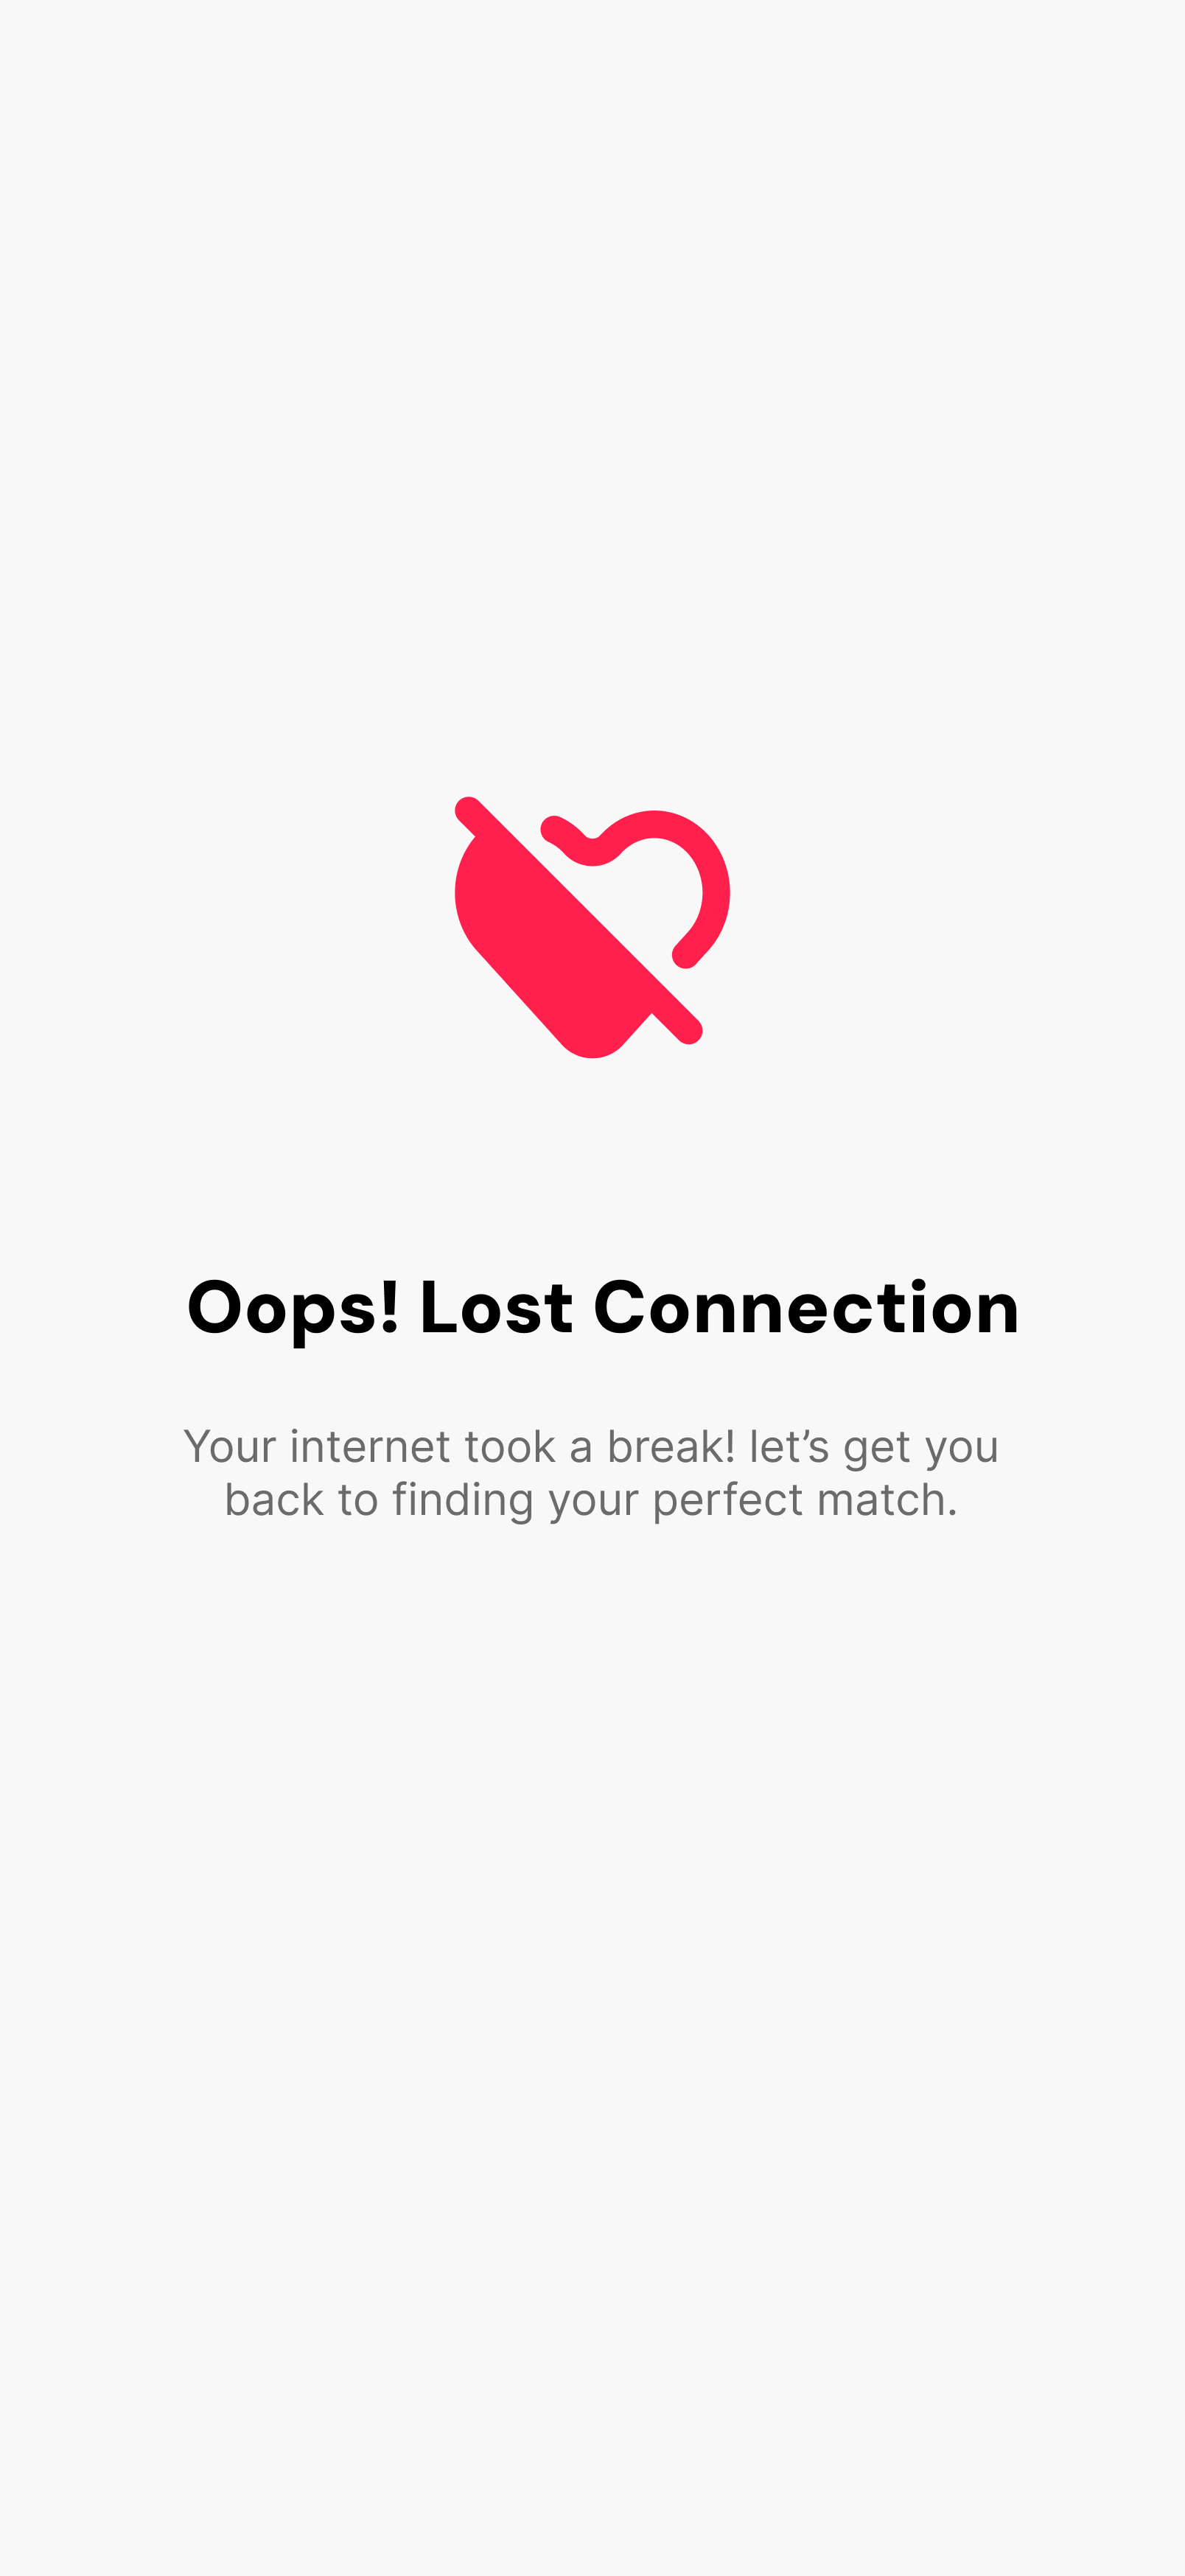 Oops! Lost Connection
Your internet took a break! let’s get you
back to finding your perfect match.